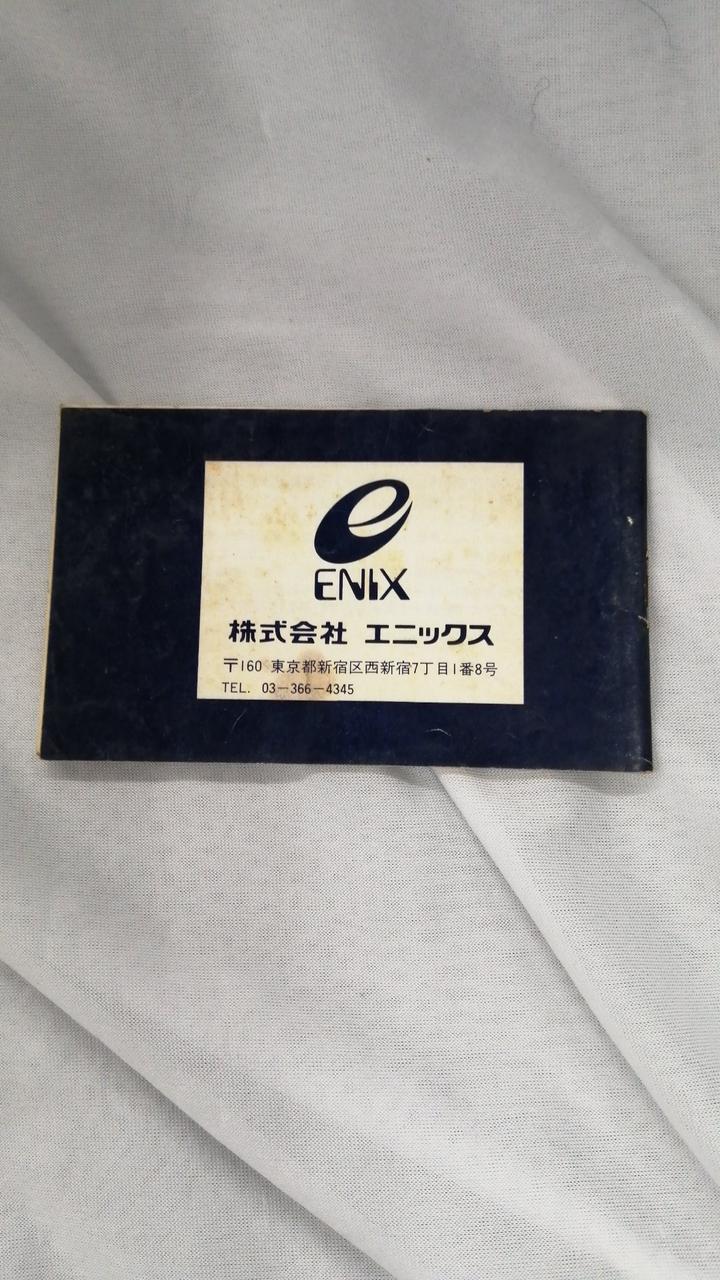 e
ENIX
株式会社 エニックス
〒160 東京都新宿区西新宿7丁目1番8号
TEL. 03-366-4345